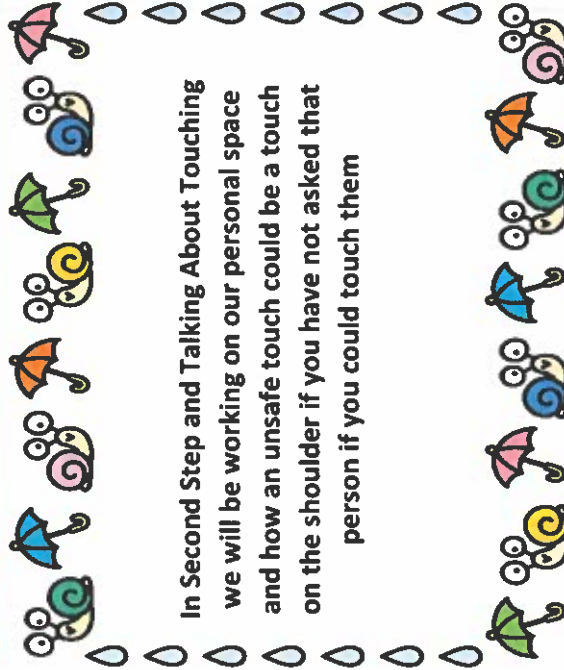 In Second Step and Talking About Touching
we will be working on our personal space
and how an unsafe touch could be a touch
on the shoulder if you have not asked that
person if you could touch them